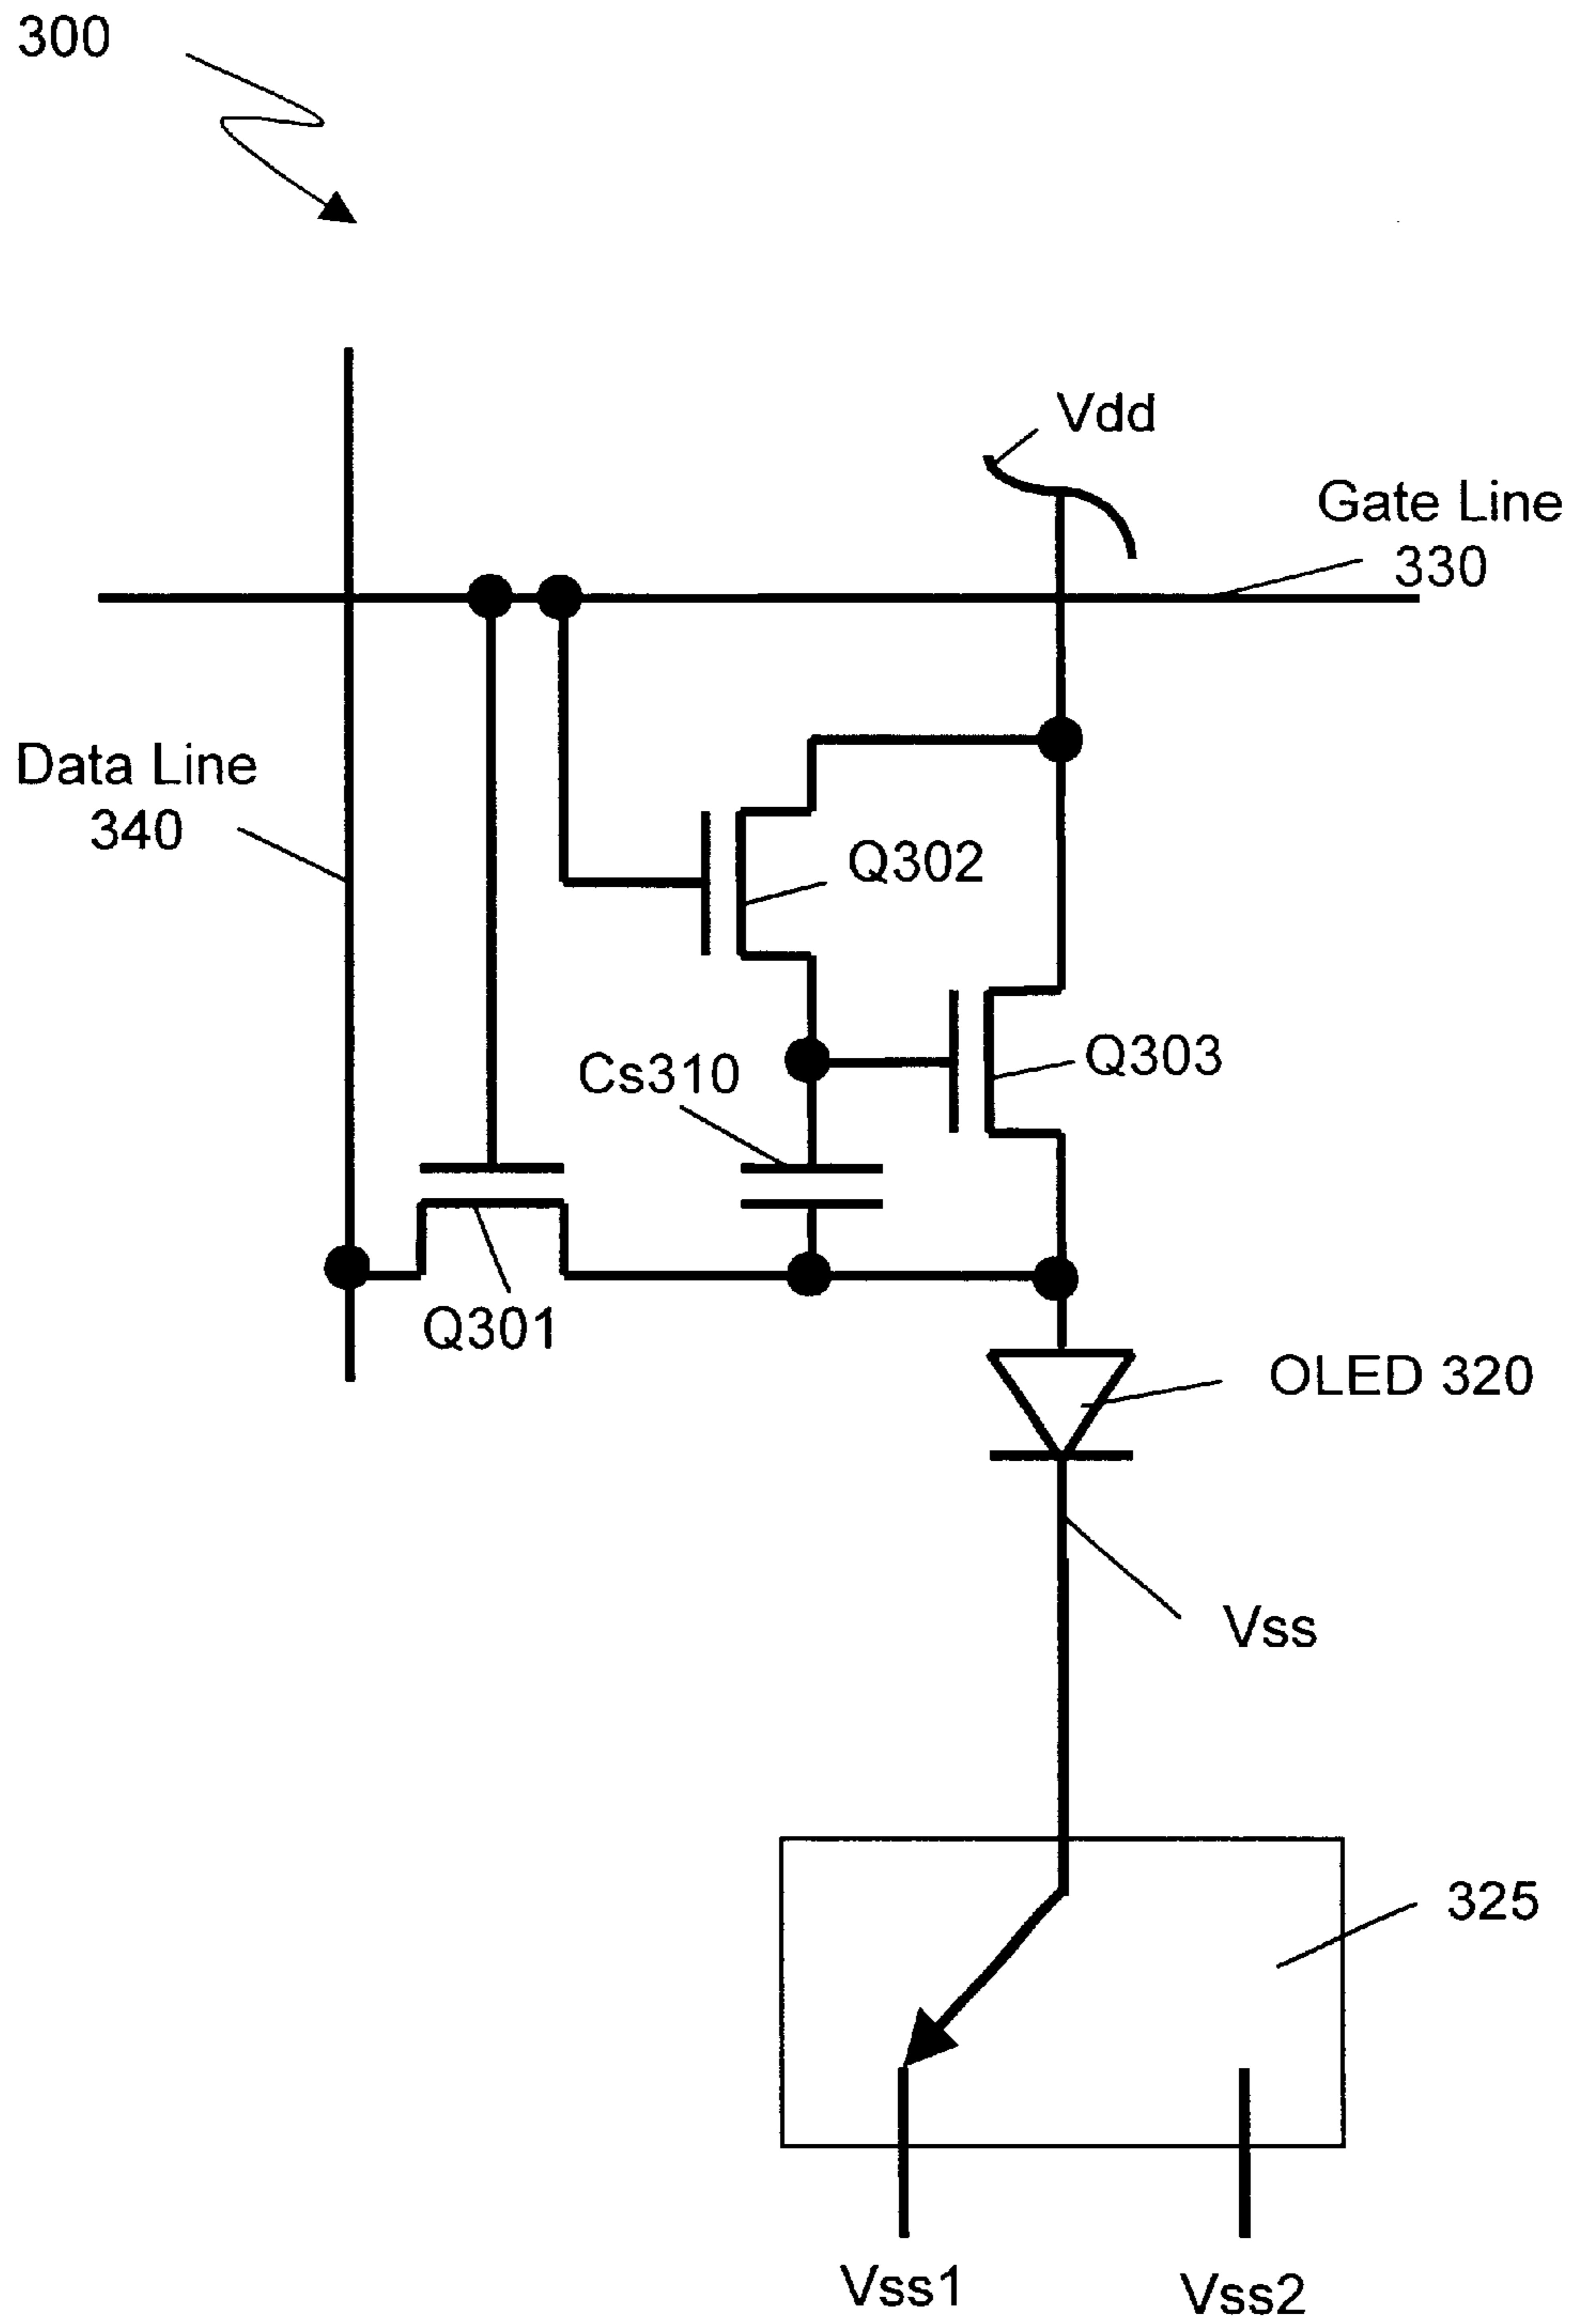 300
Vdd
Gate Line
330
Data Line
340
Q302
Q303
Cs310
Q301
OLED 320
Vss
325
Vss1
Vss2